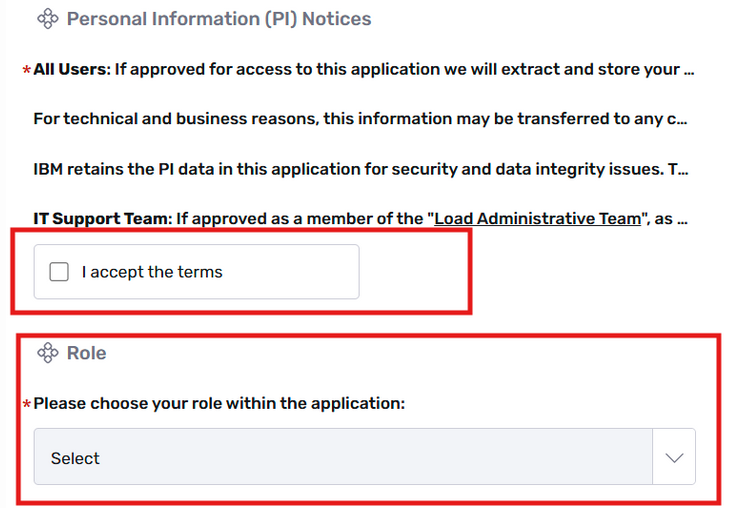 Personal Information (PI) Notices
*All Users: If approved for access to this application we will extract and store your ...
For technical and business reasons, this information may be transferred to any c...
IBM retains the PI data in this application for security and data integrity issues. T...
IT Support Team: If approved as a member of the "Load Administrative Team", as ...
I accept the terms
Role
*Please choose your role within the application:
Select